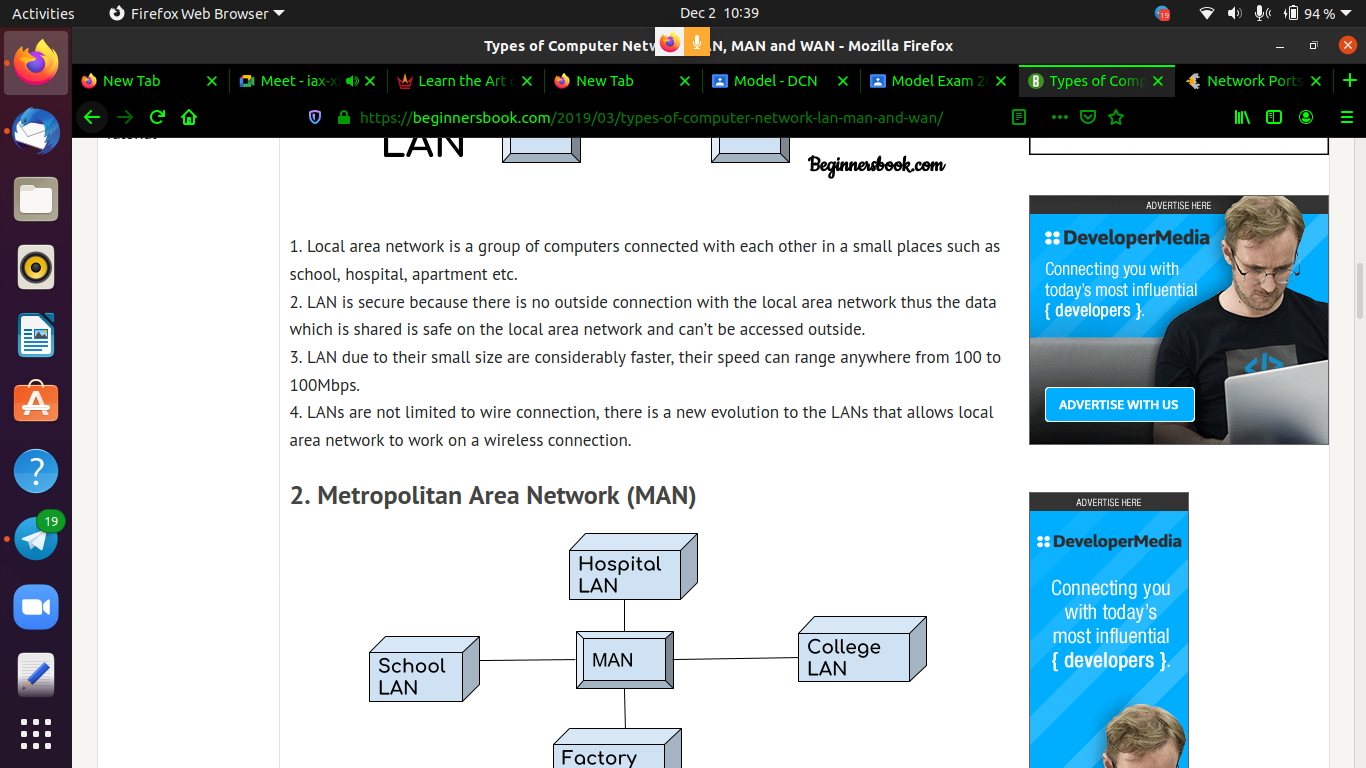 Activities
Firefox Web Browser
Dec 2 10:39
19
94 %
Types of Computer Netw
N, MAN and WAN - Mozilla Firefox
New Tab
Meet - iax-x
Learn the Art o
New Tab
Model - DCN
Model Exam 2
Types of Comp
Network Ports
https://beginnersbook.com/2019/03/types-of-computer-network-lan-man-and-wan/
LAN
Beginnersbook.com
1. Local area network is a group of computers connected with each other in a small places such as
school, hospital, apartment etc.
2. LAN is secure because there is no outside connection with the local area network thus the data
which is shared is safe on the local area network and can't be accessed outside.
3. LAN due to their small size are considerably faster, their speed can range anywhere from 100 to
100Mbps.
4. LANs are not limited to wire connection, there is a new evolution to the LANs that allows local
area network to work on a wireless connection.
2. Metropolitan Area Network (MAN)
Hospital
LAN
School
LAN
MAN
College
LAN
Factory
ADVERTISE HERE
DeveloperMedia
Connecting you with
today's most influential
{ developers }.
ADVERTISE WITH US
ADVERTISE HERE
DeveloperMedia
Connecting you
with today's
most influential
{ developers }.
19